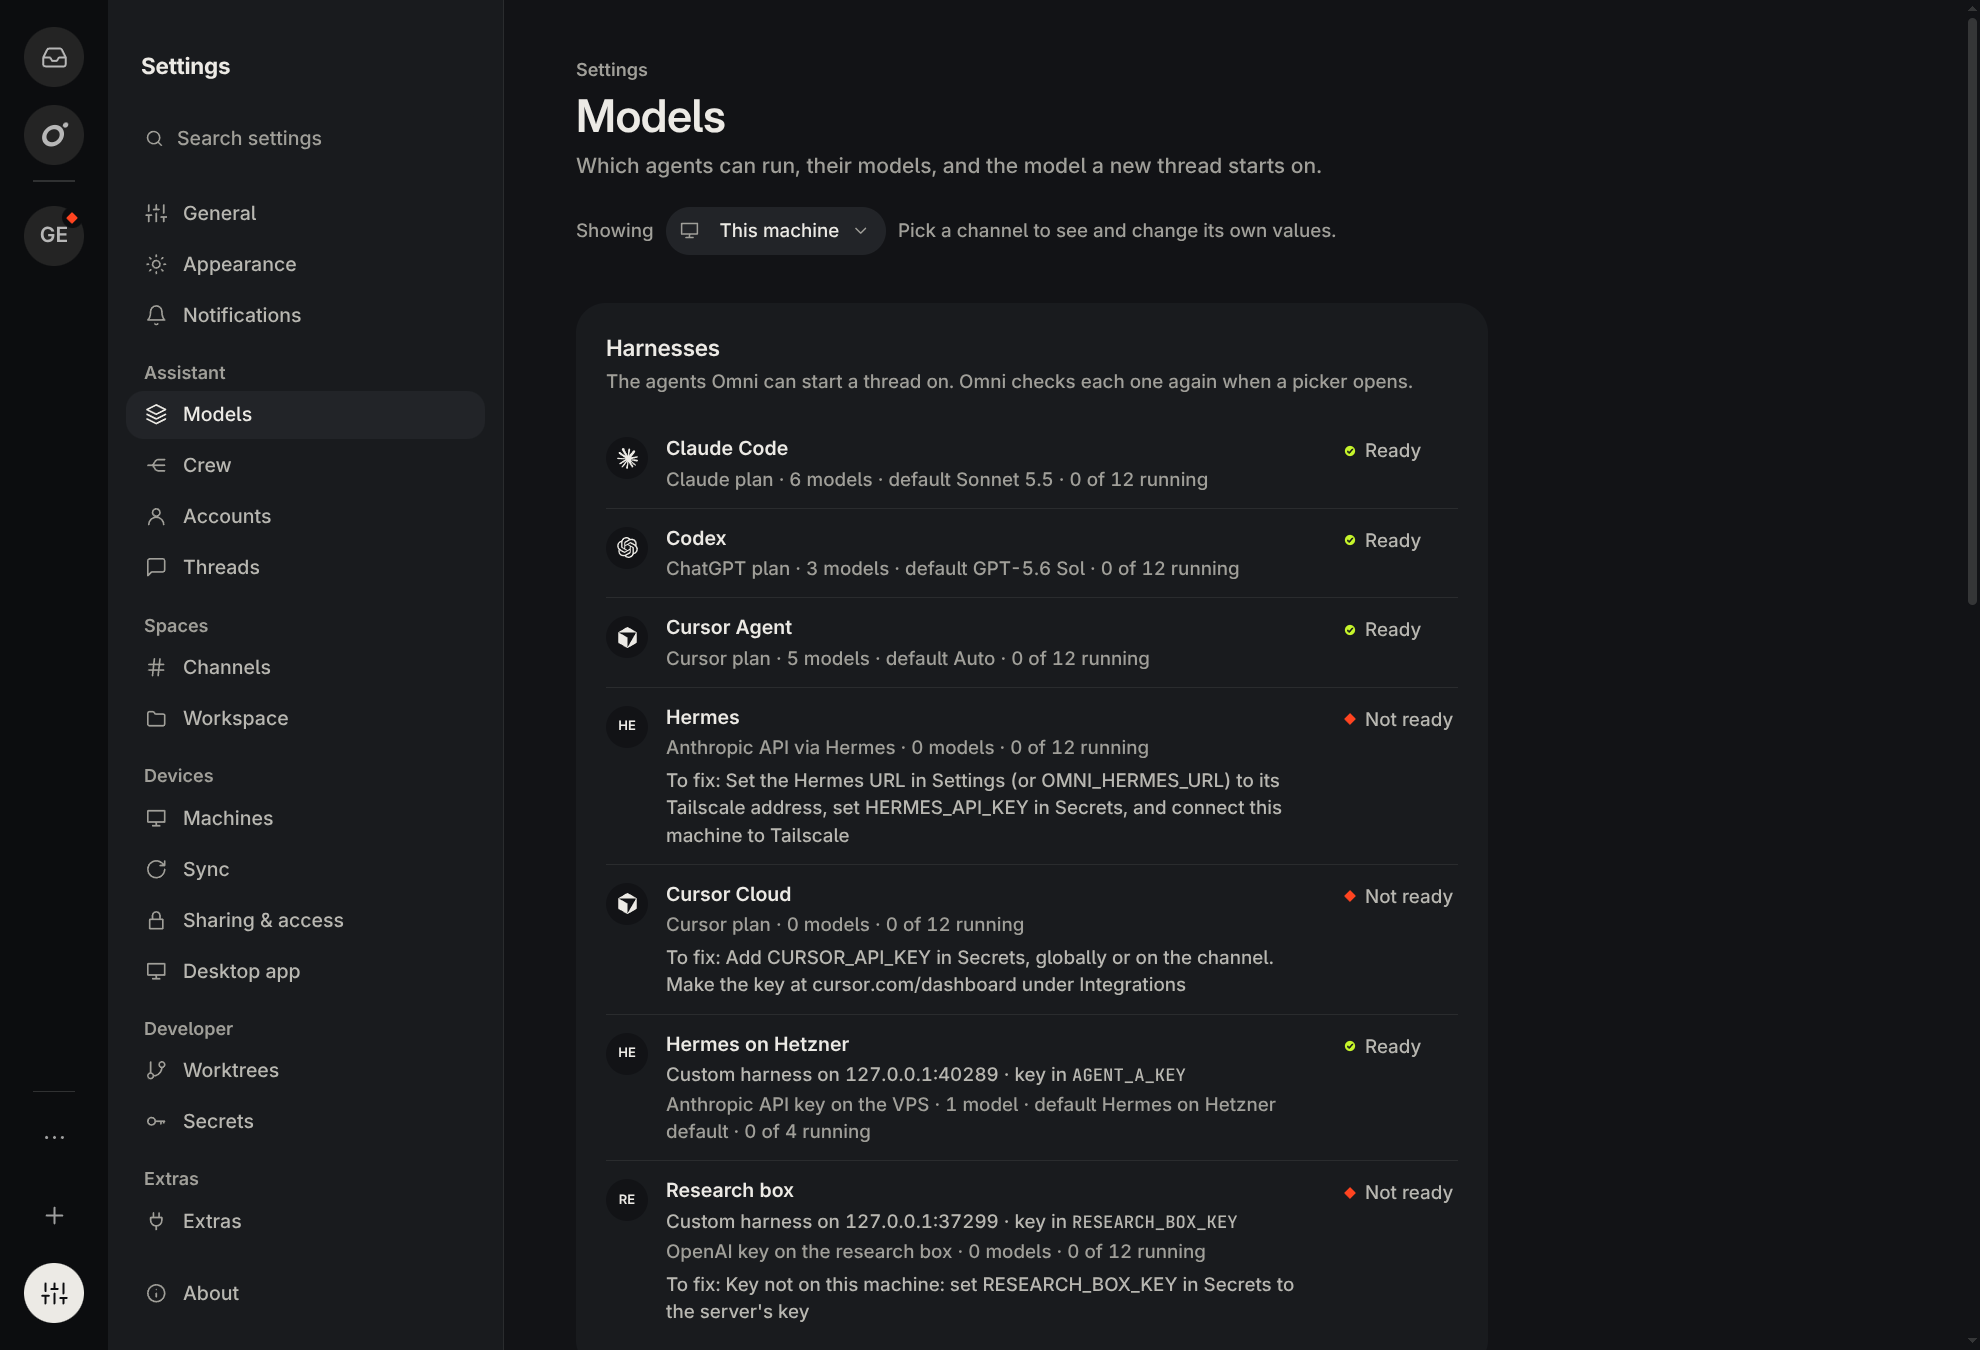 Settings
Search settings
General
Appearance
Notifications
Assistant
Models
Crew
Accounts
Threads
Spaces
Channels
Workspace
Devices
Machines
Sync
Sharing & access
Desktop app
Developer
Worktrees
Secrets
Extras
Extras
About
GE
Settings
Models
Which agents can run, their models, and the model a new thread starts on.
Showing This machine Pick a channel to see and change its own values.
Harnesses
The agents Omni can start a thread on. Omni checks each one again when a picker opens.
Claude Code
Ready
Claude plan · 6 models · default Sonnet 5.5 · 0 of 12 running
Codex
Ready
ChatGPT plan · 3 models · default GPT-5.6 Sol · 0 of 12 running
Cursor Agent
Ready
Cursor plan · 5 models · default Auto · 0 of 12 running
HE
Hermes
Not ready
Anthropic API via Hermes · 0 models · 0 of 12 running
To fix: Set the Hermes URL in Settings (or OMNI_HERMES_URL) to its
Tailscale address, set HERMES_API_KEY in Secrets, and connect this
machine to Tailscale
Cursor Cloud
Not ready
Cursor plan · 0 models · 0 of 12 running
To fix: Add CURSOR_API_KEY in Secrets, globally or on the channel.
Make the key at cursor.com/dashboard under Integrations
HE
Hermes on Hetzner
Ready
Custom harness on 127.0.0.1:40289 · key in AGENT_A_KEY
Anthropic API key on the VPS · 1 model · default Hermes on Hetzner
default · 0 of 4 running
RE
Research box
Not ready
Custom harness on 127.0.0.1:37299 · key in RESEARCH_BOX_KEY
OpenAI key on the research box · 0 models · 0 of 12 running
To fix: Key not on this machine: set RESEARCH_BOX_KEY in Secrets to
the server's key